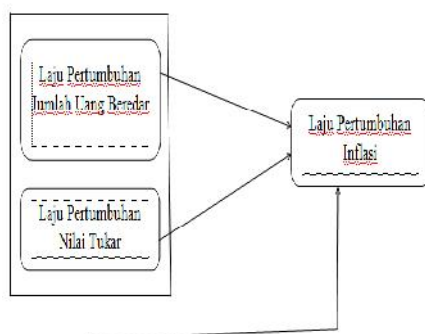 Laju Pertumbuhan
Jumlah Uang Beredar
Laju Pertumbuhan
Inflasi
Laju Pertumbuhan
Nilai Tukar